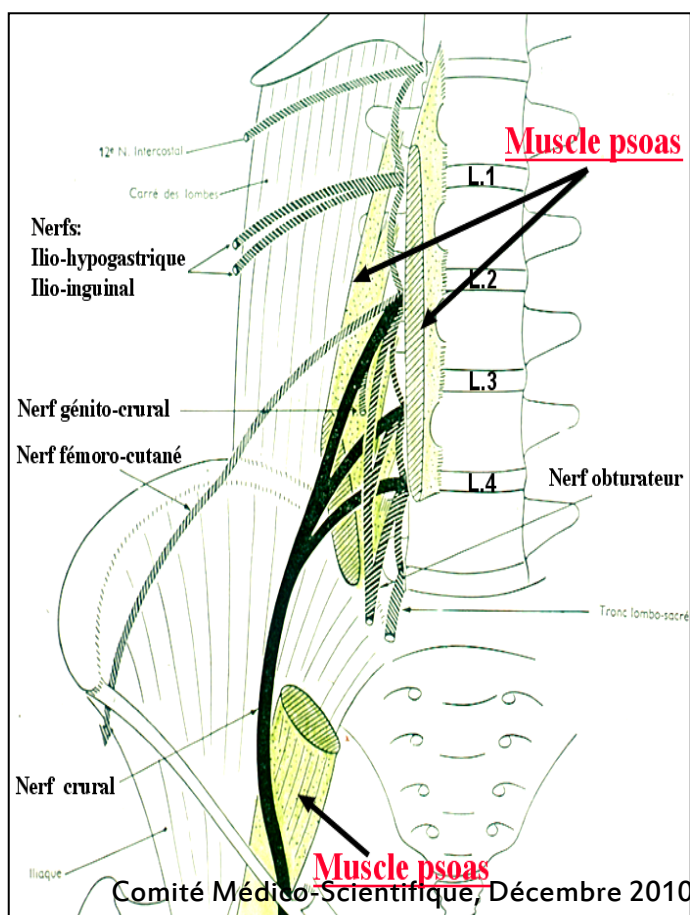 Muscle psoas
12e N. Intercostal
L.1
Carré des lombes
Nerfs:
Ilio-hypogastrique
Ilio-inguinal
L.2
L.3
Nerf génito-crural
Nerf fémoro-cutané
L.4
Nerf obturateur
Tronc lombo-sacré
Nerf crural
Iliaque
Muscle psoas
Comité Médico-Scientifique, Décembre 2010